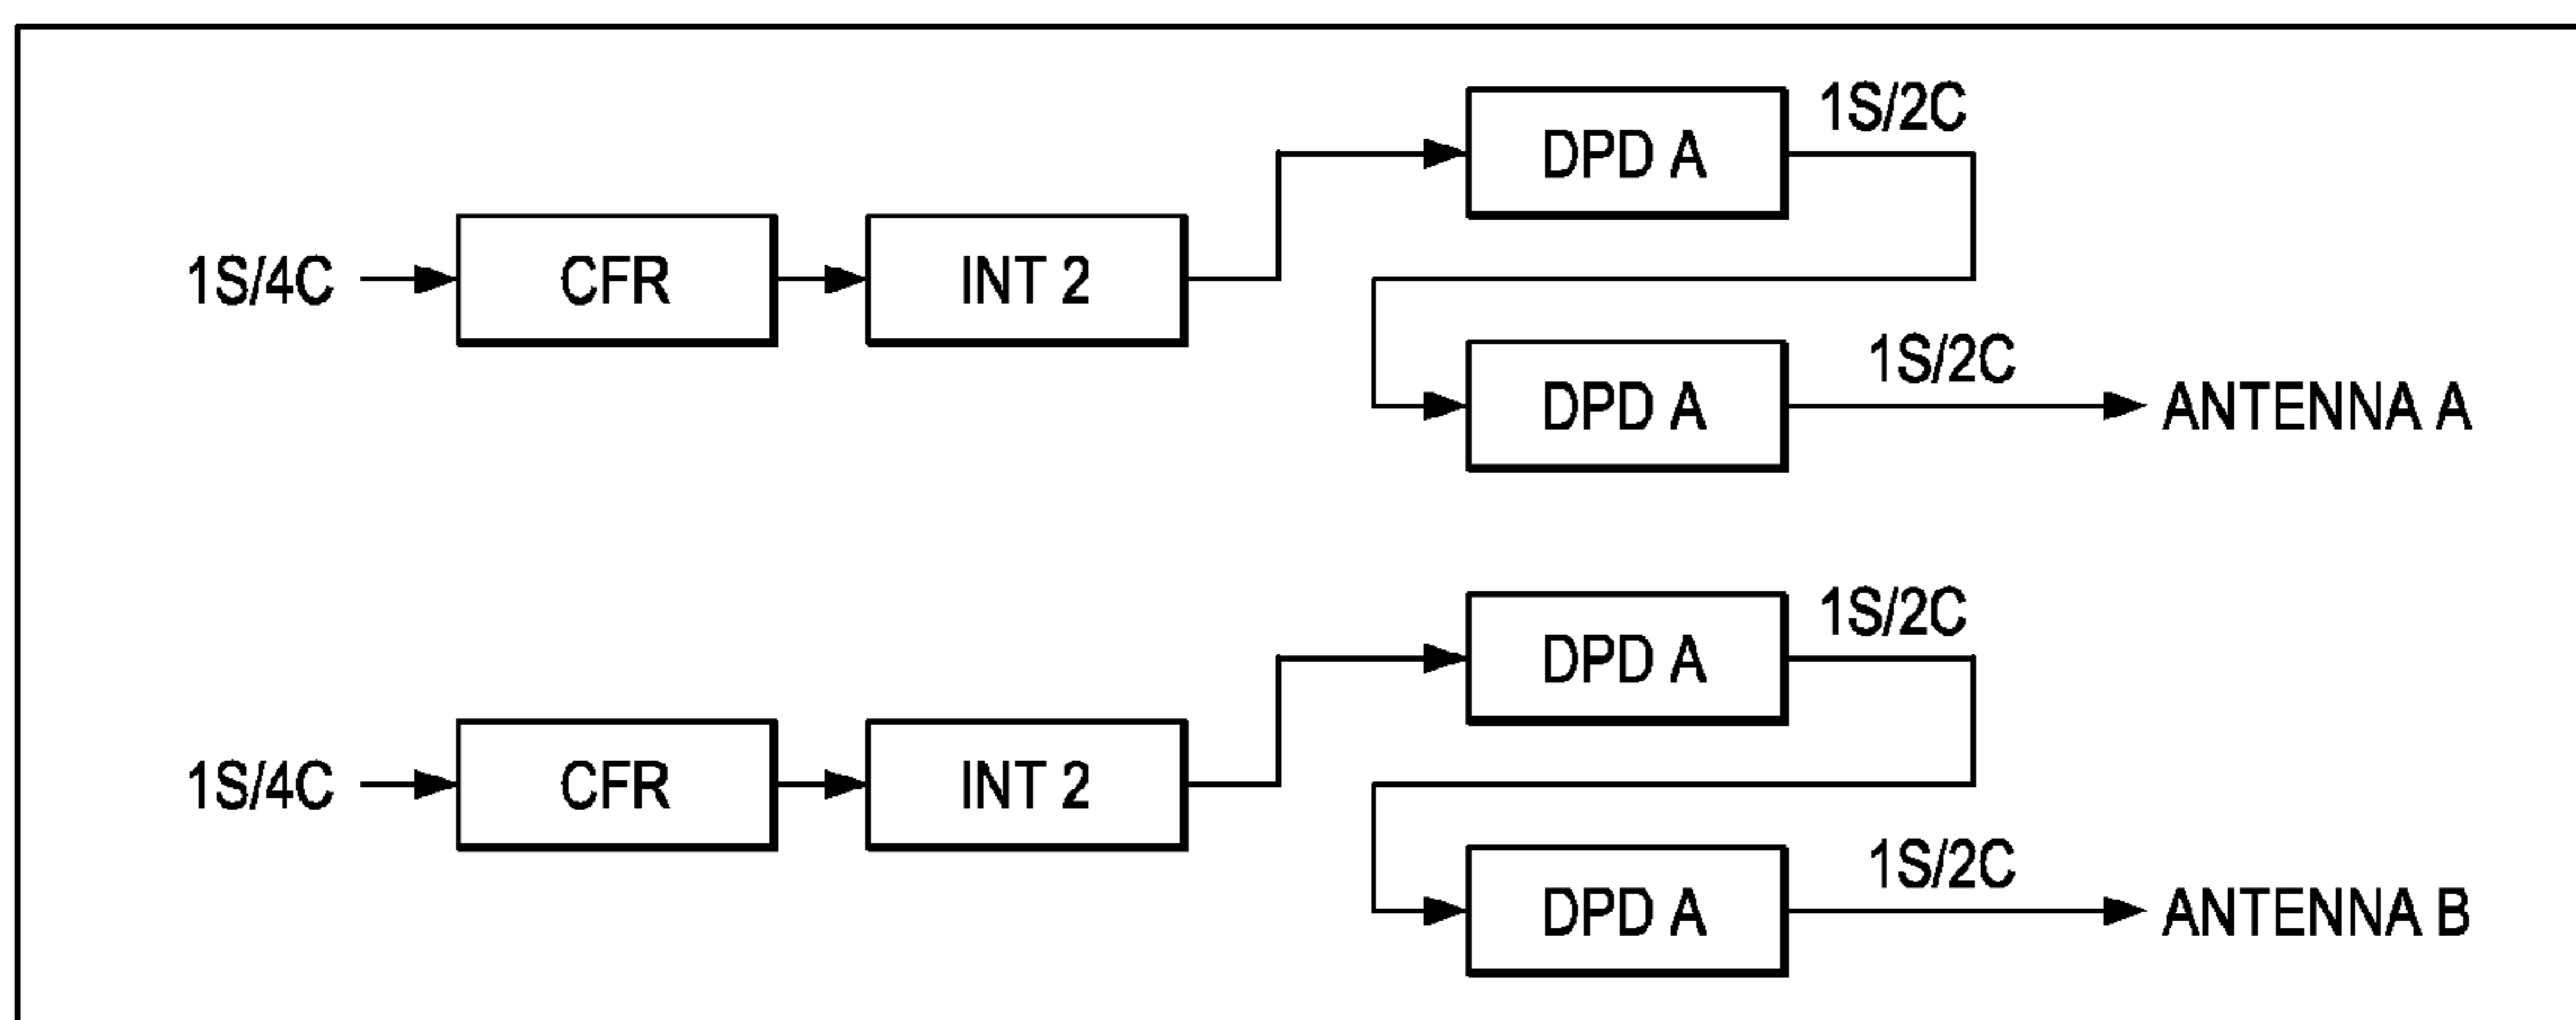 1S/4C
CFR
INT 2
DPD A
1S/2C
DPD A
1S/2C
ANTENNA A
1S/4C
CFR
INT 2
DPD A
1S/2C
DPD A
1S/2C
ANTENNA B